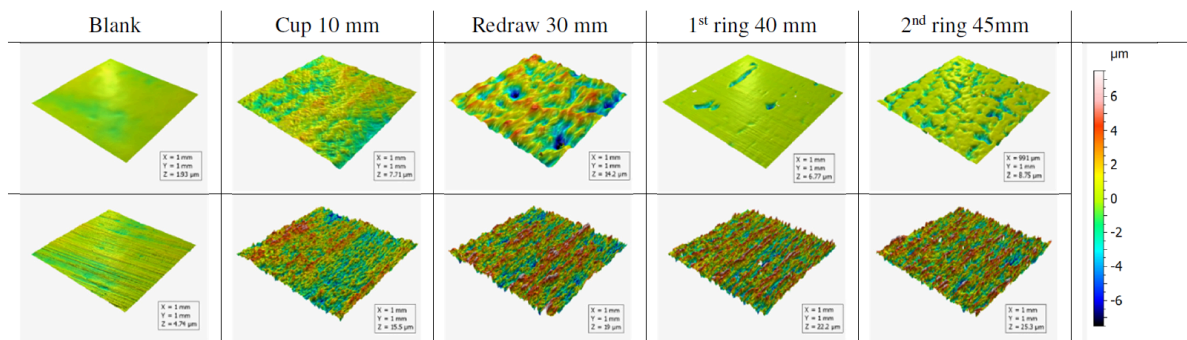 Blank Cup 10 mm Redraw 30 mm 1st ring 40 mm 2nd ring 45mm
µm
X = 1 mm
Y = 1 mm
Z = 1.93 µm
X = 1 mm
Y = 1 mm
Z = 7.71 µm
X = 1 mm
Y = 1 mm
Z = 14.2 µm
X = 1 mm
Y = 1 mm
Z = 6.77 µm
X = 991 µm
Y = 1 mm
Z = 8.75 µm
X = 1 mm
Y = 1 mm
Z = 4.74 µm
X = 1 mm
Y = 1 mm
Z = 15.5 µm
X = 1 mm
Y = 1 mm
Z = 19 µm
X = 1 mm
Y = 1 mm
Z = 22.2 µm
X = 1 mm
Y = 1 mm
Z = 25.3 µm
6
4
2
0
-2
-4
-6